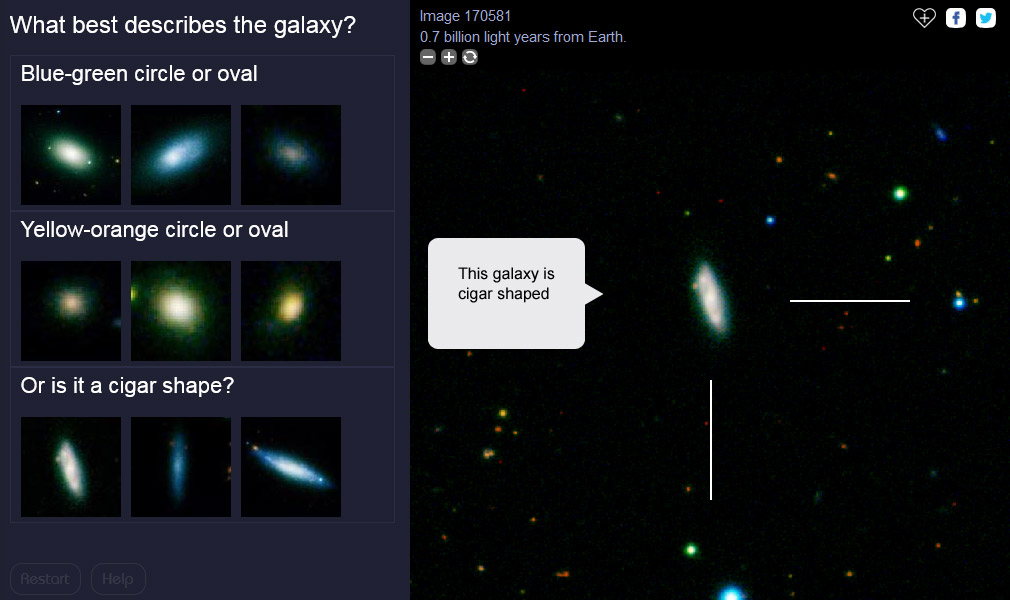 What best describes the galaxy?
Blue-green circle or oval
Yellow-orange circle or oval
Or is it a cigar shape?
Restart Help
Image 170581
0.7 billion light years from Earth.
This galaxy is
cigar shaped